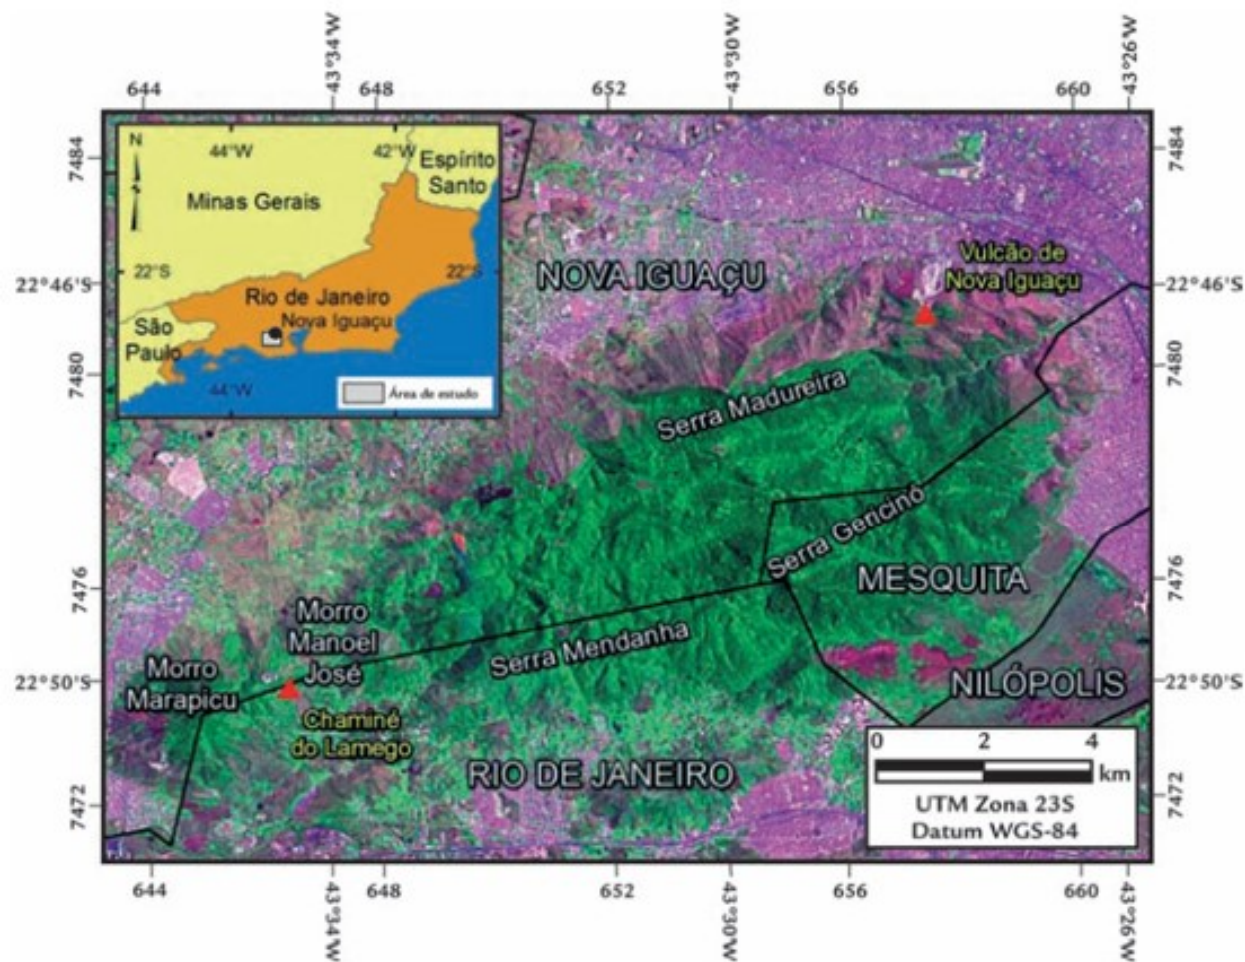 644
43°34'W
648
652
43°30'W
656
660
43°26'W
7484
7484
N
44°W
42°W
Espírito
Santo
Minas Gerais
22°S
22°S
Rio de Janeiro
Nova Iguaçu
São
Paulo
44°W
Área de estudo
NOVA IGUAÇU
Vulcão de
Nova Iguaçu
22°46'S
22°46'S
7480
7480
Serra Madureira
Serra Gericinó
MESQUITA
7476
7476
Morro
Manoel
José
Serra Mendanha
Morro
Marapicu
22°50'S
22°50'S
NILÓPOLIS
Chaminé
do Lamego
RIO DE JANEIRO
0 2 4
km
UTM Zona 23S
Datum WGS-84
7472
7472
644
43°34'W
648
652
43°30'W
656
660
43°26'W